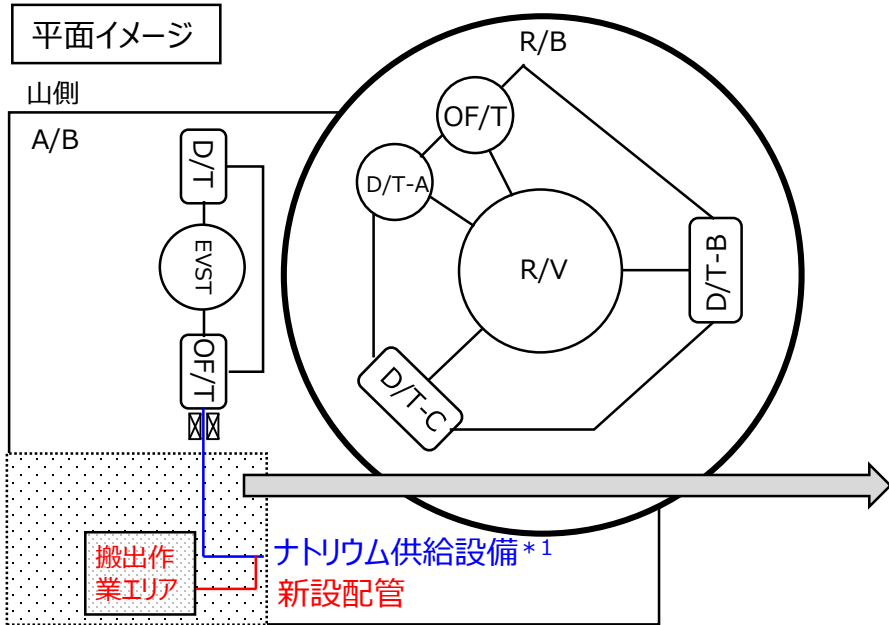 平面イメージ
山側
A/B
R/B
D/T
EVST
OF/T
OF/T
D/T-A
R/V
D/T-B
D/T-C
搬出作
業エリア
ナトリウム供給設備*1
新設配管